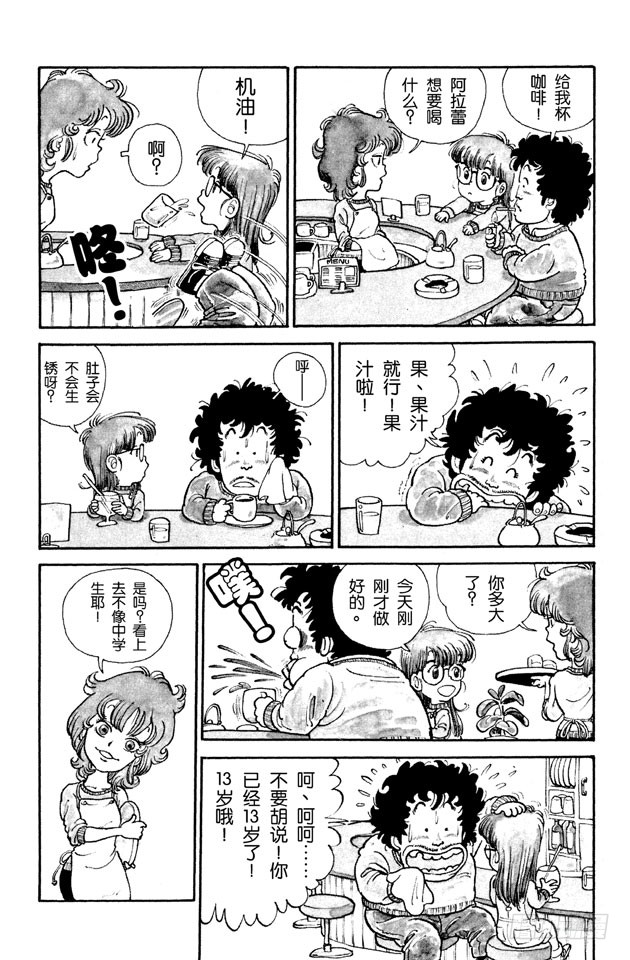 给我杯
咖啡！
阿拉蕾
想要喝
什么？
MENU
机油！
啊？
咚！
果、果汁
就行！果
汁啦！
呼—
肚子会
不会生
锈呀？
你多大
了？
今天刚
刚才做
好的。
噗—！
呵、呵呵……
不要胡说！你
已经13岁了！
13岁哦！
是吗？看上
去不像中学
生耶！